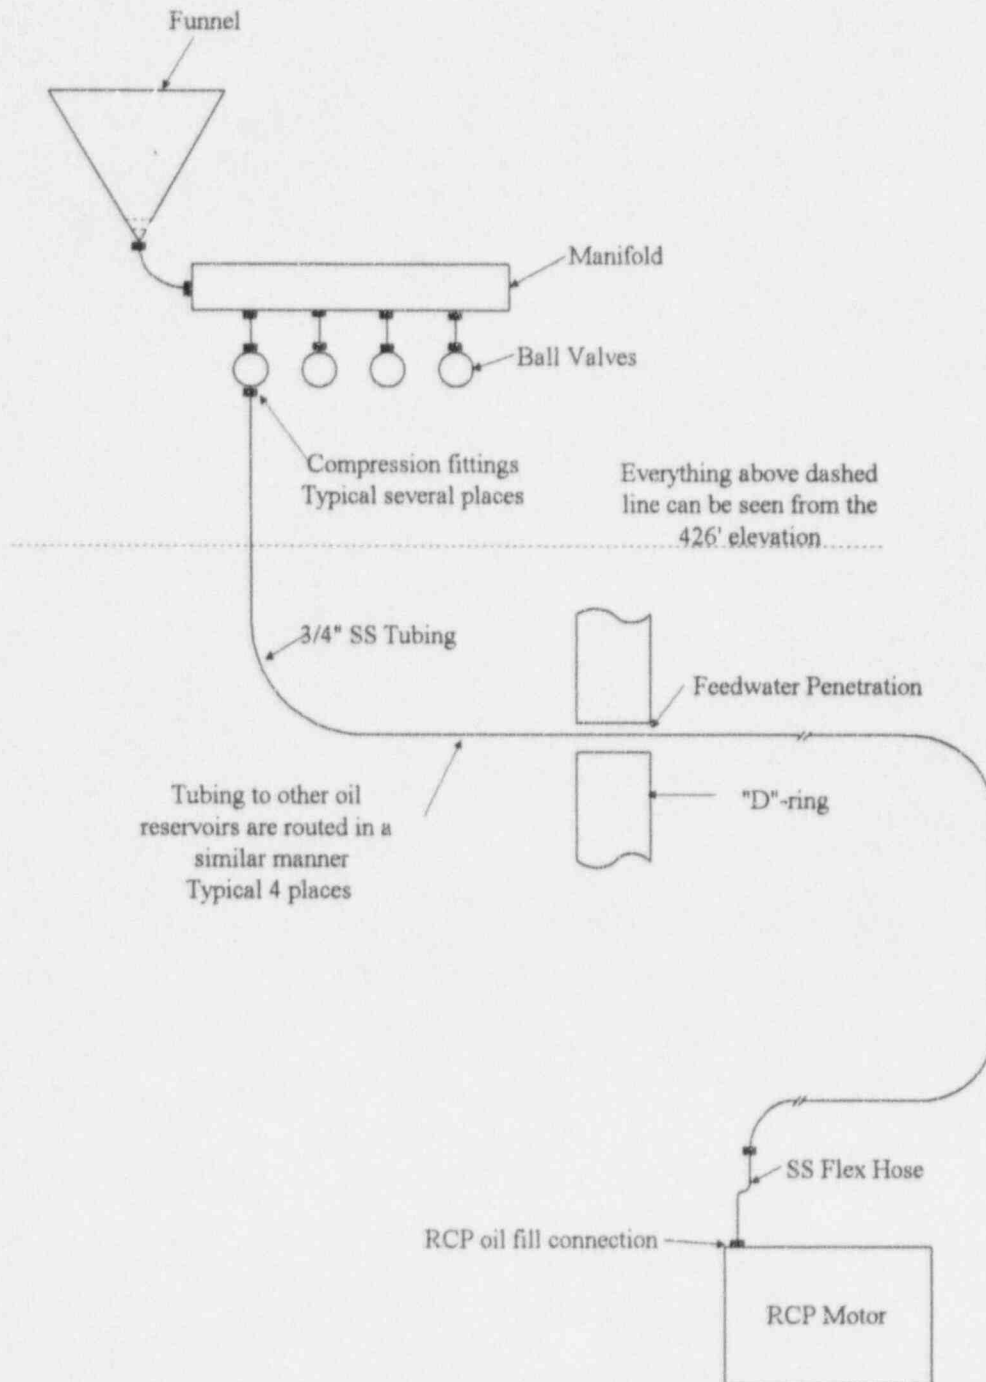 Funnel
Manifold
Ball Valves
Compression fittings
Typical several places
Everything above dashed
line can be seen from the
426' elevation
3/4" SS Tubing
Feedwater Penetration
"D"-ring
Tubing to other oil
reservoirs are routed in a
similar manner
Typical 4 places
SS Flex Hose
RCP oil fill connection
RCP Motor